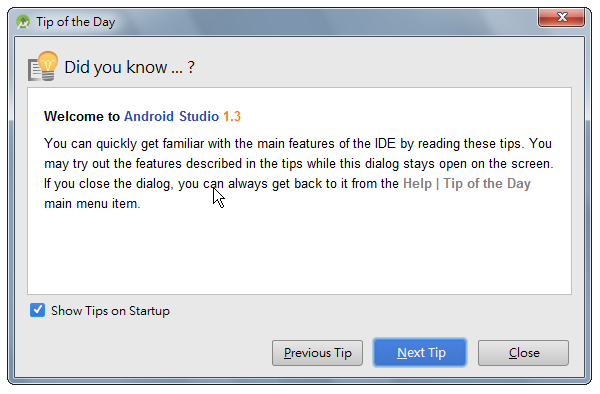 Tip of the Day
Did you know ... ?
Welcome to Android Studio 1.3
You can quickly get familiar with the main features of the IDE by reading these tips. You
may try out the features described in the tips while this dialog stays open on the screen.
If you close the dialog, you can always get back to it from the Help | Tip of the Day
main menu item.
Show Tips on Startup
Previous Tip
Next Tip
Close